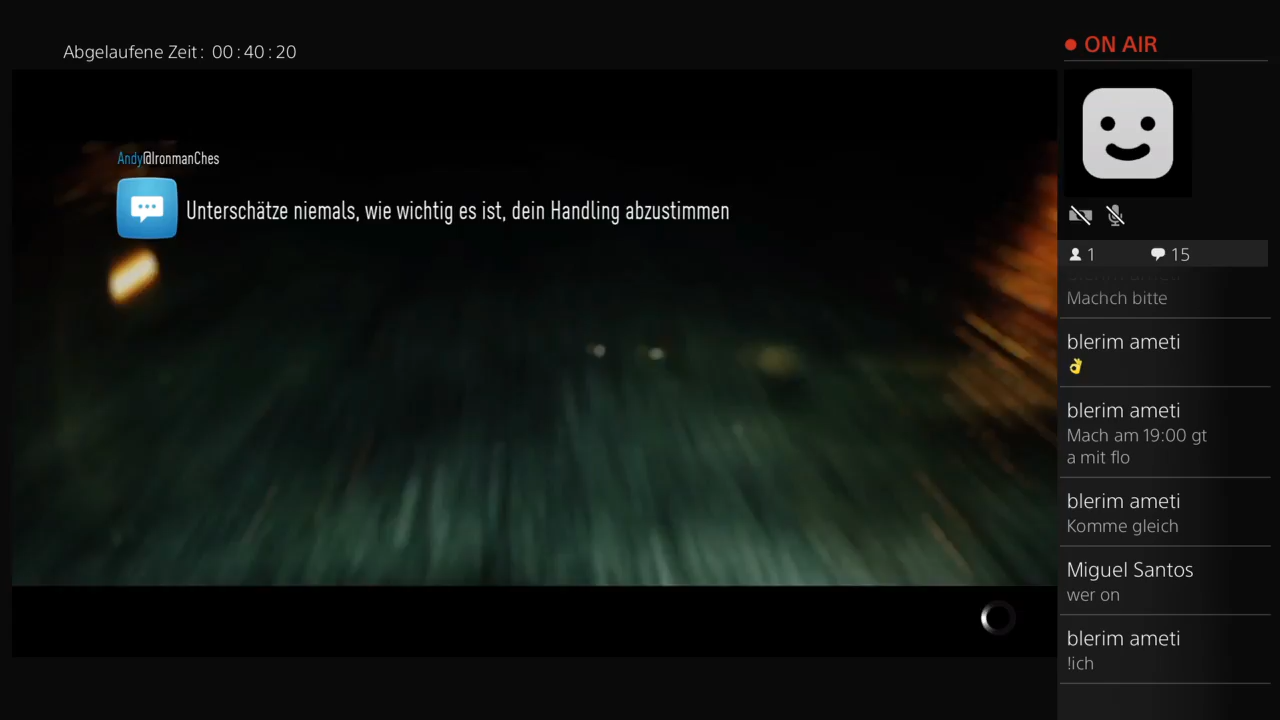 Abgelaufene Zeit: 00:40:20
ON AIR
Andy@IronmanChes
Unterschätze niemals, wie wichtig es ist, dein Handling abzustimmen
1 15
blerim ameti
Machch bitte
blerim ameti
👌
blerim ameti
Mach am 19:00 gt
a mit flo
blerim ameti
Komme gleich
Miguel Santos
wer on
blerim ameti
!ich